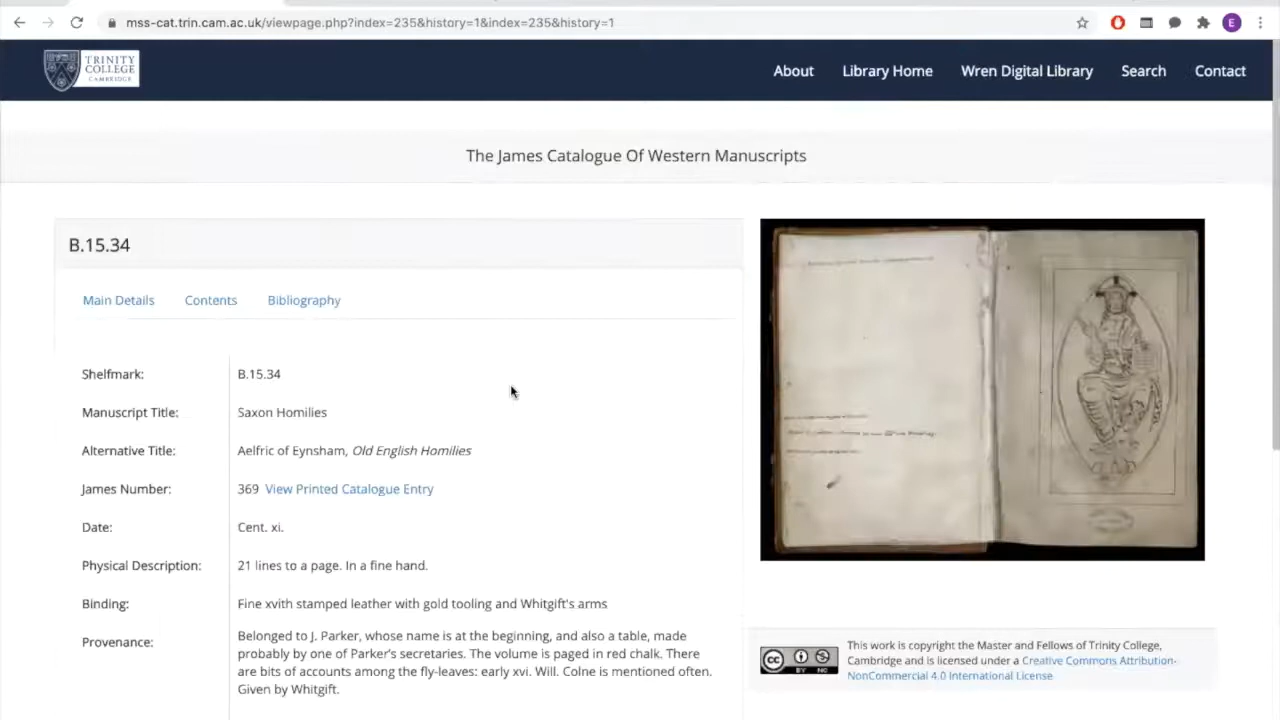 mss-cat.trin.cam.ac.uk/viewpage.php?index=235&history=1&index=235&history=1
E
TRINITY
COLLEGE
CAMBRIDGE
About Library Home Wren Digital Library Search Contact
The James Catalogue Of Western Manuscripts
B.15.34
Main Details Contents Bibliography
Shelfmark: B.15.34
Manuscript Title: Saxon Homilies
Alternative Title: Aelfric of Eynsham, Old English Homilies
James Number: 369 View Printed Catalogue Entry
Date: Cent. xi.
Physical Description: 21 lines to a page. In a fine hand.
Binding: Fine xvith stamped leather with gold tooling and Whitgift's arms
Provenance: Belonged to J. Parker, whose name is at the beginning, and also a table, made
probably by one of Parker's secretaries. The volume is paged in red chalk. There
are bits of accounts among the fly-leaves: early xvi. Will. Colne is mentioned often.
Given by Whitgift.
cc BY NC
This work is copyright the Master and Fellows of Trinity College,
Cambridge and is licensed under a Creative Commons Attribution-
NonCommercial 4.0 International License